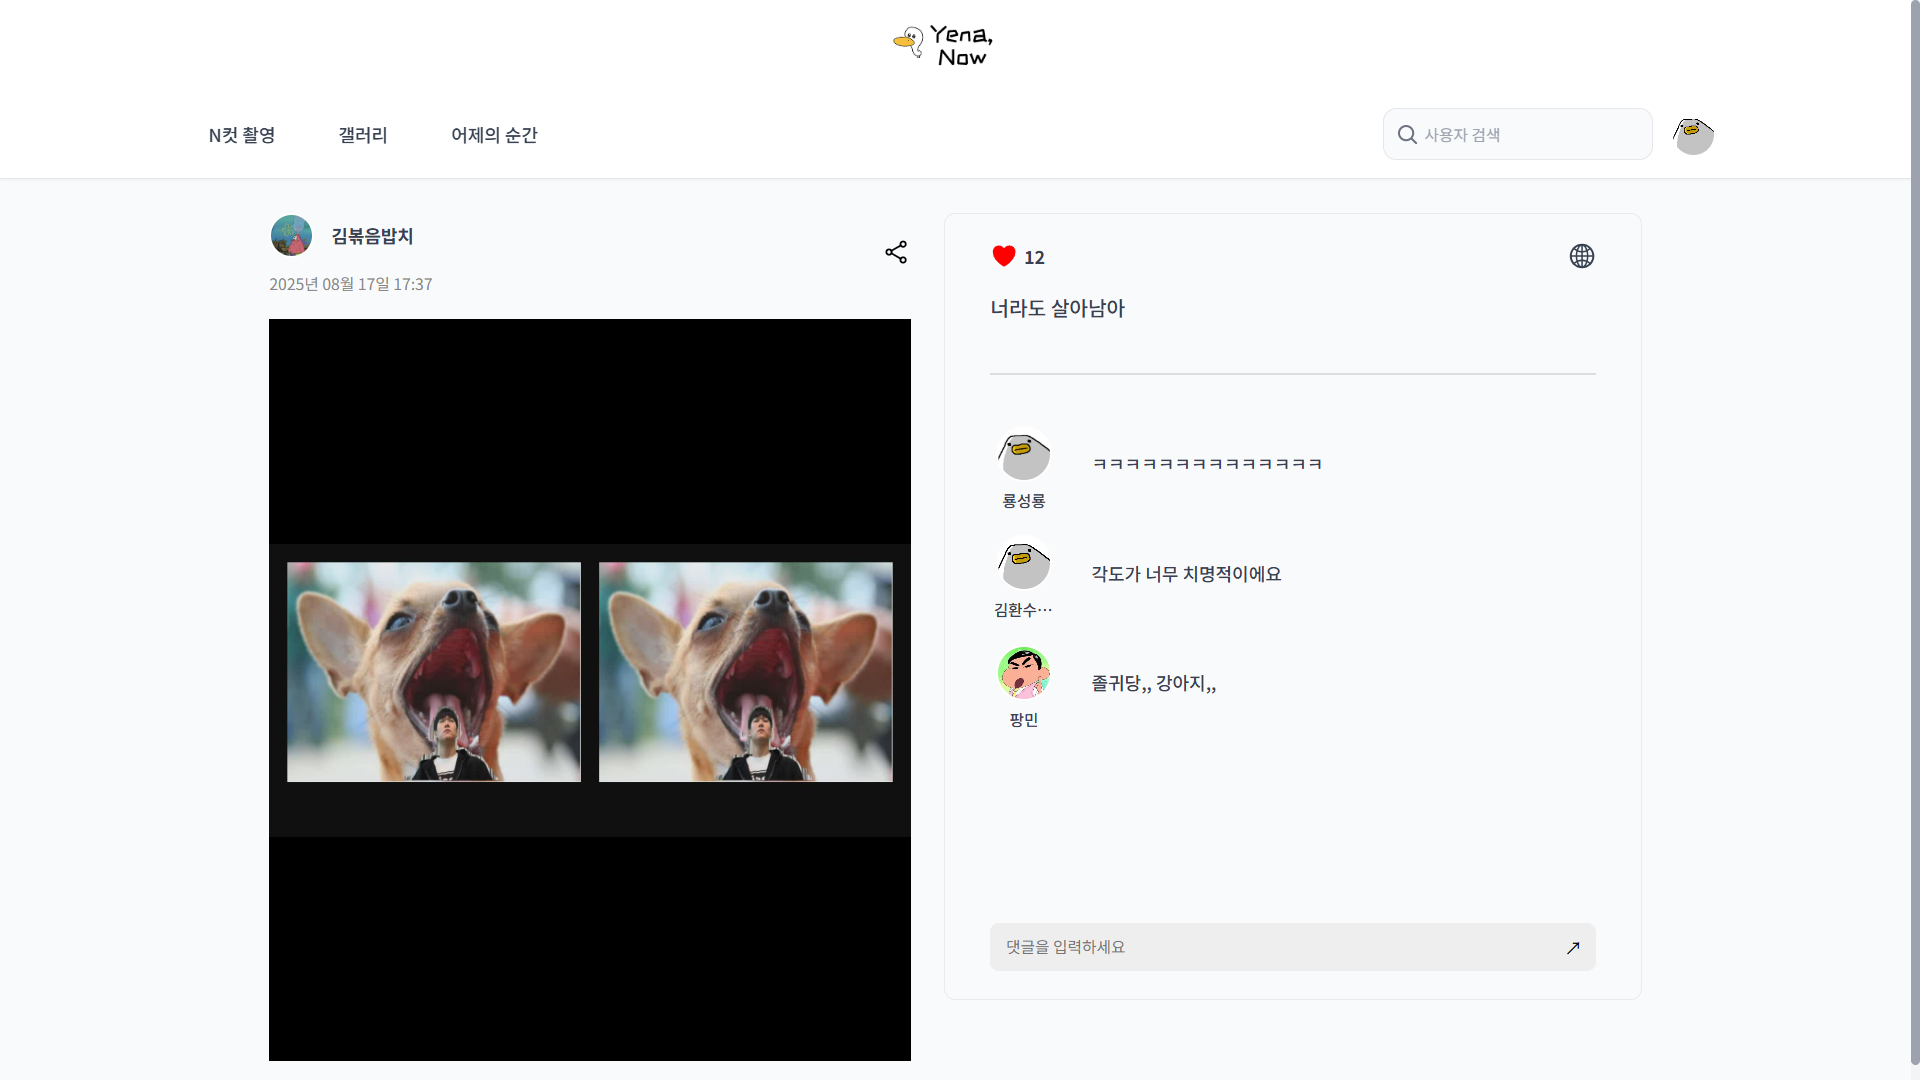 Yena,
Now
N컷 촬영
갤러리
어제의 순간
사용자 검색
김볶음밥치
2025년 08월 17일 17:37
12
너라도 살아남아
ㅋㅋㅋㅋㅋㅋㅋㅋㅋㅋㅋㅋㅋㅋ
룡성룡
각도가 너무 치명적이에요
김환수…
졸귀당,, 강아지,,
팡민
댓글을 입력하세요